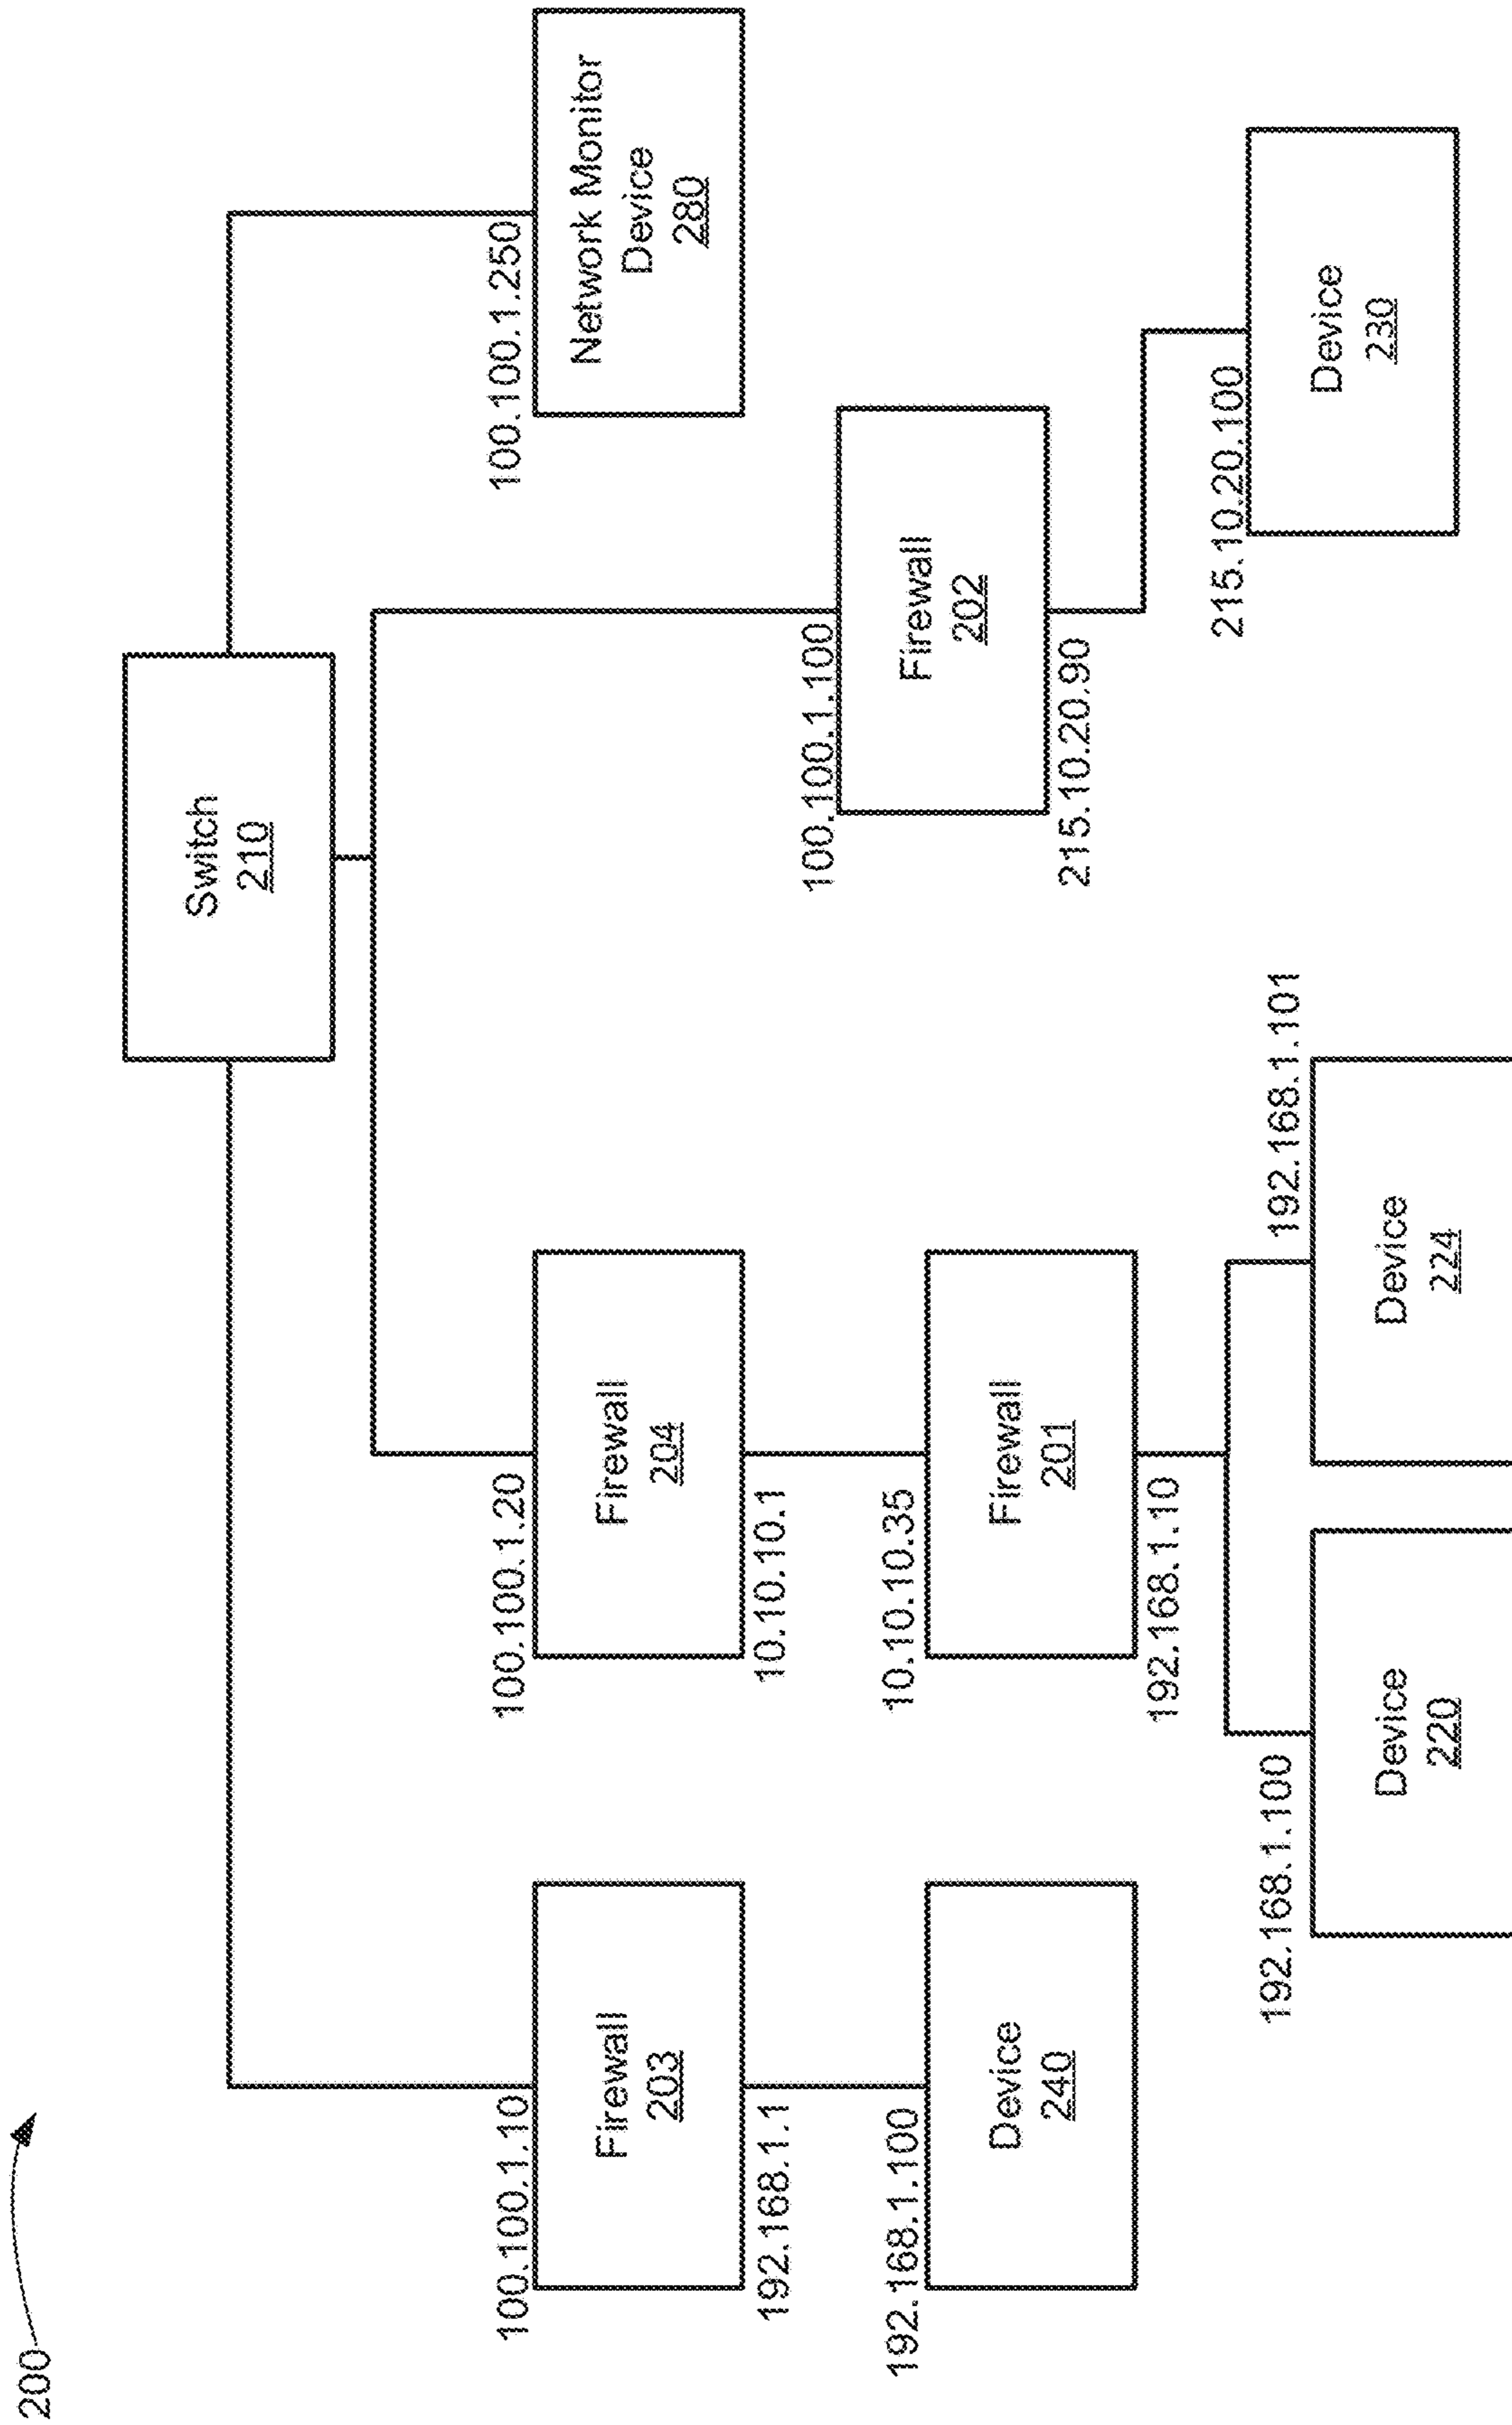 200
Switch
210
100.100.1.10
Firewall
203
192.168.1.1
192.168.1.100
Device
240
100.100.1.20
Firewall
204
10.10.10.1
10.10.10.35
Firewall
201
192.168.1.10
192.168.1.100
Device
220
192.168.1.101
Device
224
100.100.1.100
Firewall
202
215.10.20.90
215.10.20.100
Device
230
100.100.1.250
Network Monitor
Device
280